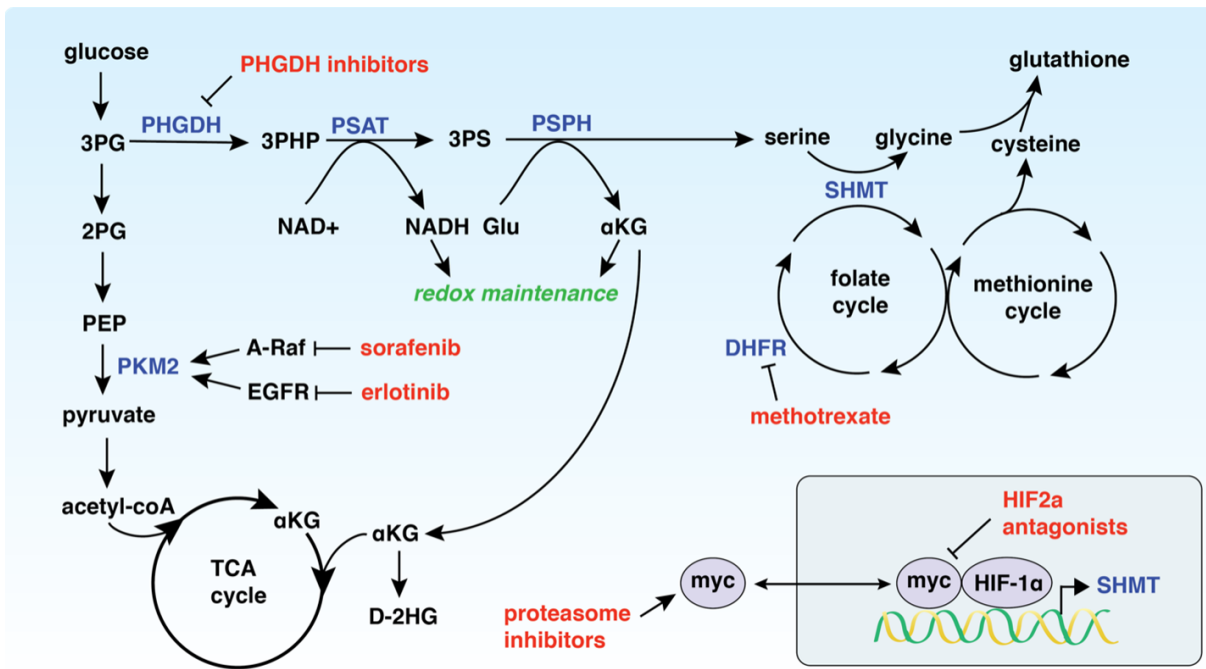 glucose
PHGDH inhibitors
glutathione
3PG
PHGDH
3PHP
PSAT
3PS
PSPH
serine
glycine
cysteine
SHMT
2PG
NAD+
NADH
Glu
αKG
redox maintenance
folate
cycle
methionine
cycle
PEP
PKM2
A-Raf
sorafenib
EGFR
erlotinib
DHFR
methotrexate
pyruvate
acetyl-coA
αKG
αKG
TCA
cycle
D-2HG
proteasome
inhibitors
myc
HIF2a
antagonists
myc
HIF-1α
SHMT